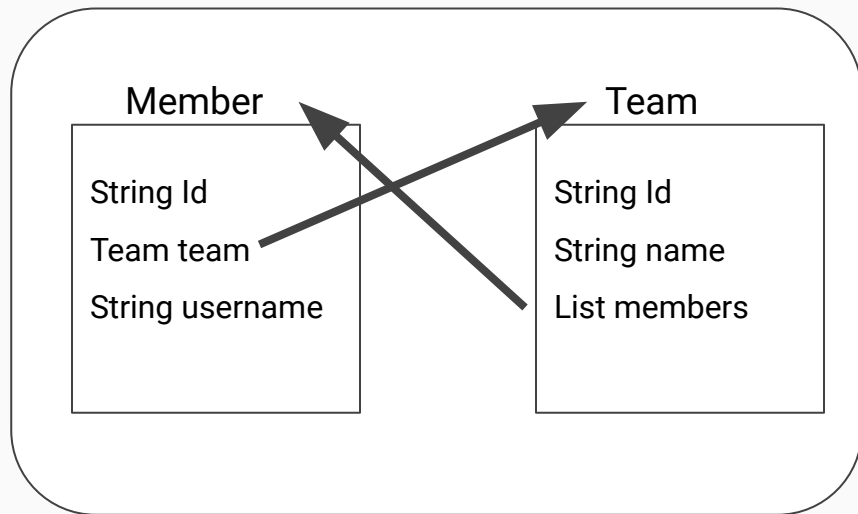 Member
String Id
Team team
String username
Team
String Id
String name
List members